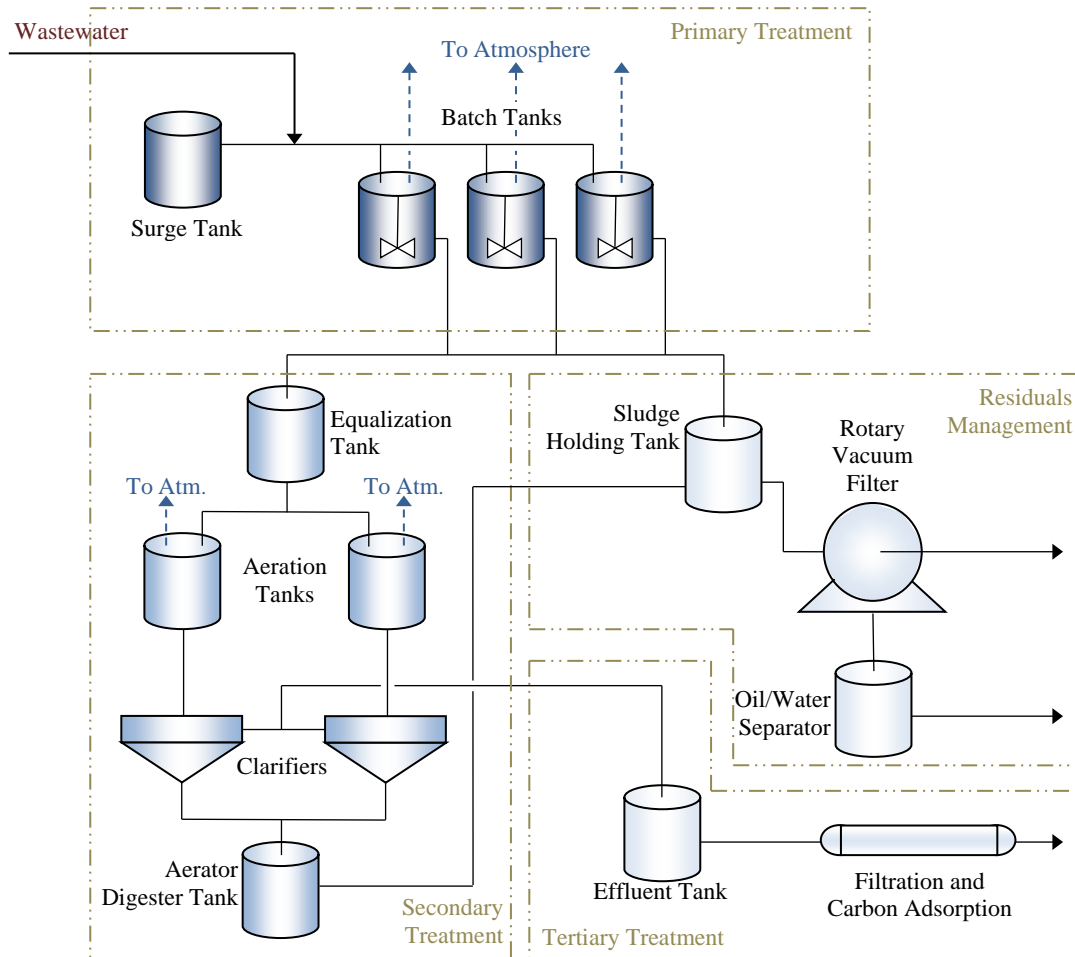 Wastewater
Primary Treatment
To Atmosphere
Batch Tanks
Surge Tank
Equalization
Tank
To Atm.
To Atm.
Aeration
Tanks
Clarifiers
Aerator
Digester Tank
Secondary
Treatment
Sludge
Holding Tank
Residuals
Management
Rotary
Vacuum
Filter
Oil/Water
Separator
Effluent Tank
Filtration and
Carbon Adsorption
Tertiary Treatment